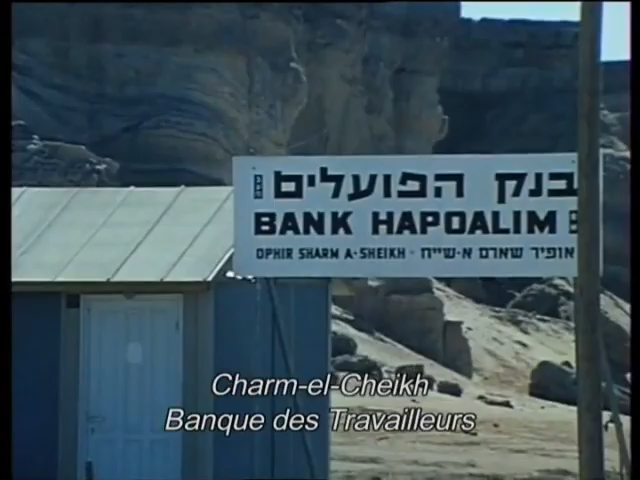 בנק הפועלים
BANK HAPOALIM
OPHIR SHARM A-SHEIKH - אופיר שארם א-שייח
Charm-el-Cheikh
Banque des Travailleurs